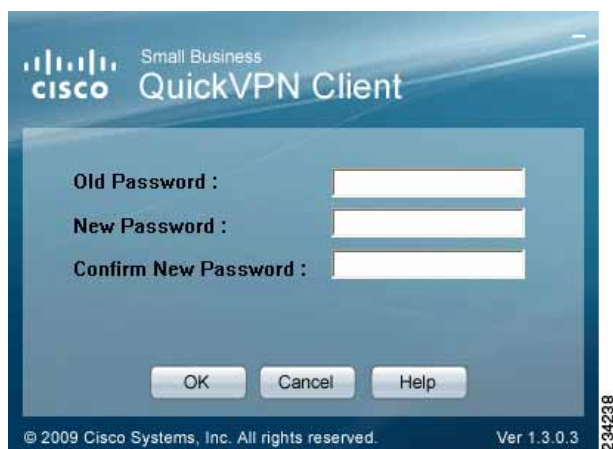 Small Business
cisco QuickVPN Client
Old Password :
New Password :
Confirm New Password :
OK Cancel Help
© 2009 Cisco Systems, Inc. All rights reserved. Ver 1.3.0.3
234238